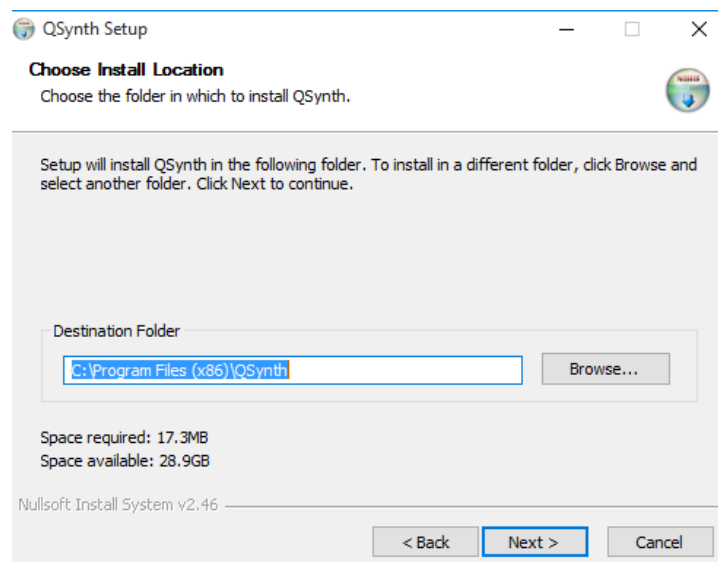 QSynth Setup
Choose Install Location
Choose the folder in which to install QSynth.
Setup will install QSynth in the following folder. To install in a different folder, click Browse and
select another folder. Click Next to continue.
Destination Folder
C:\Program Files (x86)\QSynth
Browse...
Space required: 17.3MB
Space available: 28.9GB
Nullsoft Install System v2.46
< Back
Next >
Cancel